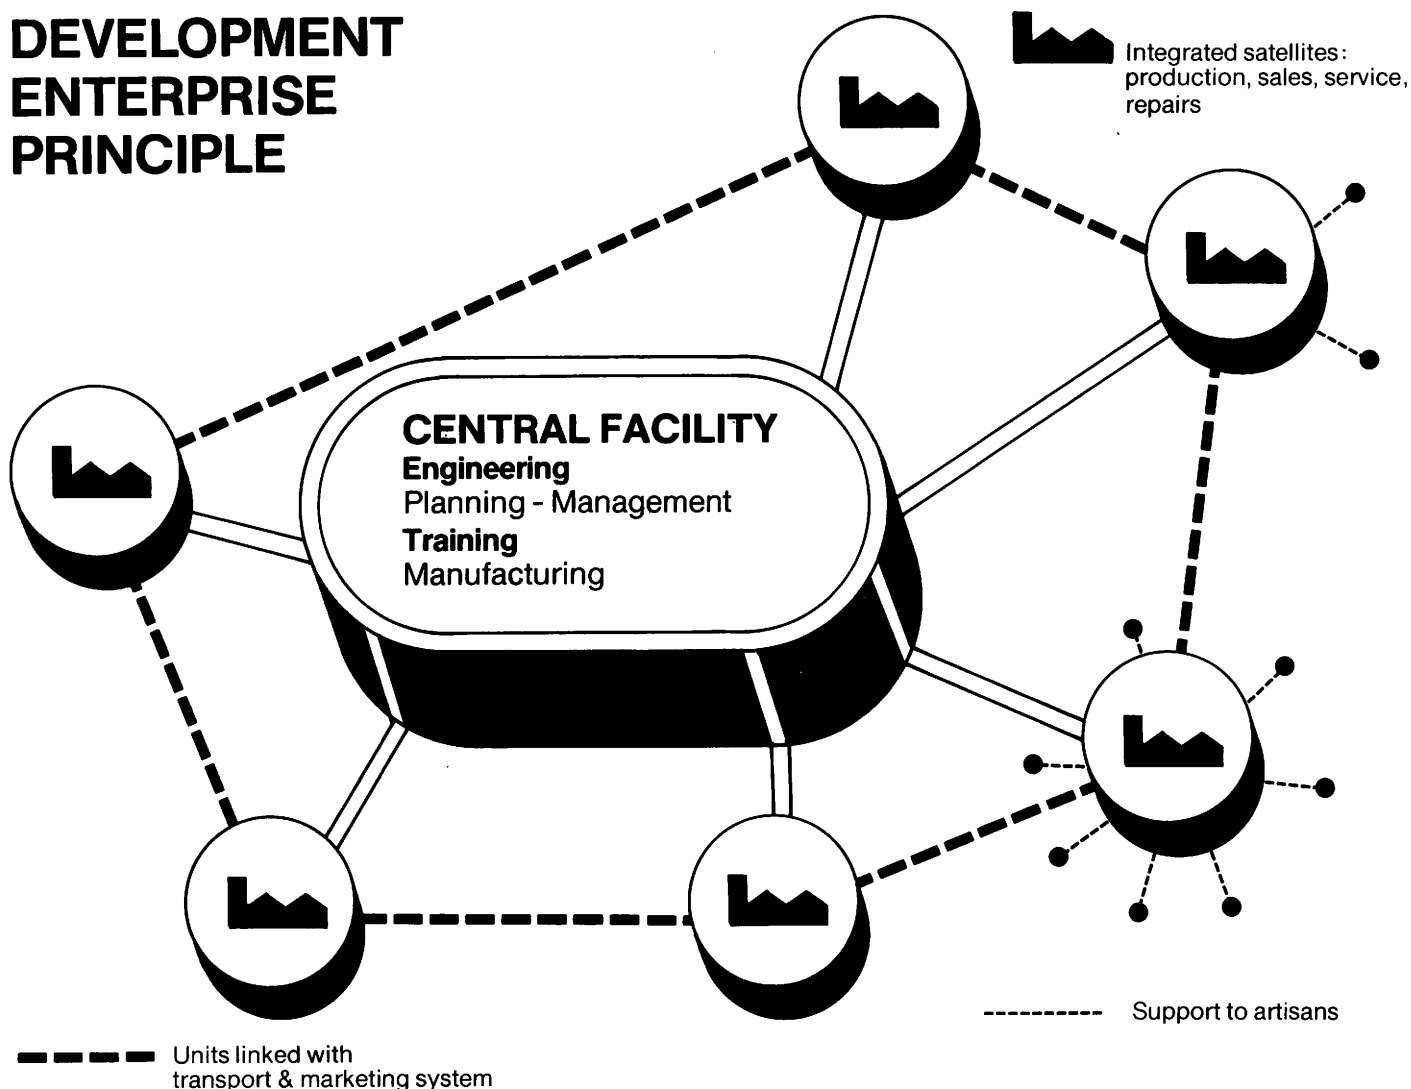 DEVELOPMENT
ENTERPRISE
PRINCIPLE
Integrated satellites:
production, sales, service,
repairs
CENTRAL FACILITY
Engineering
Planning - Management
Training
Manufacturing
Support to artisans
Units linked with
transport & marketing system